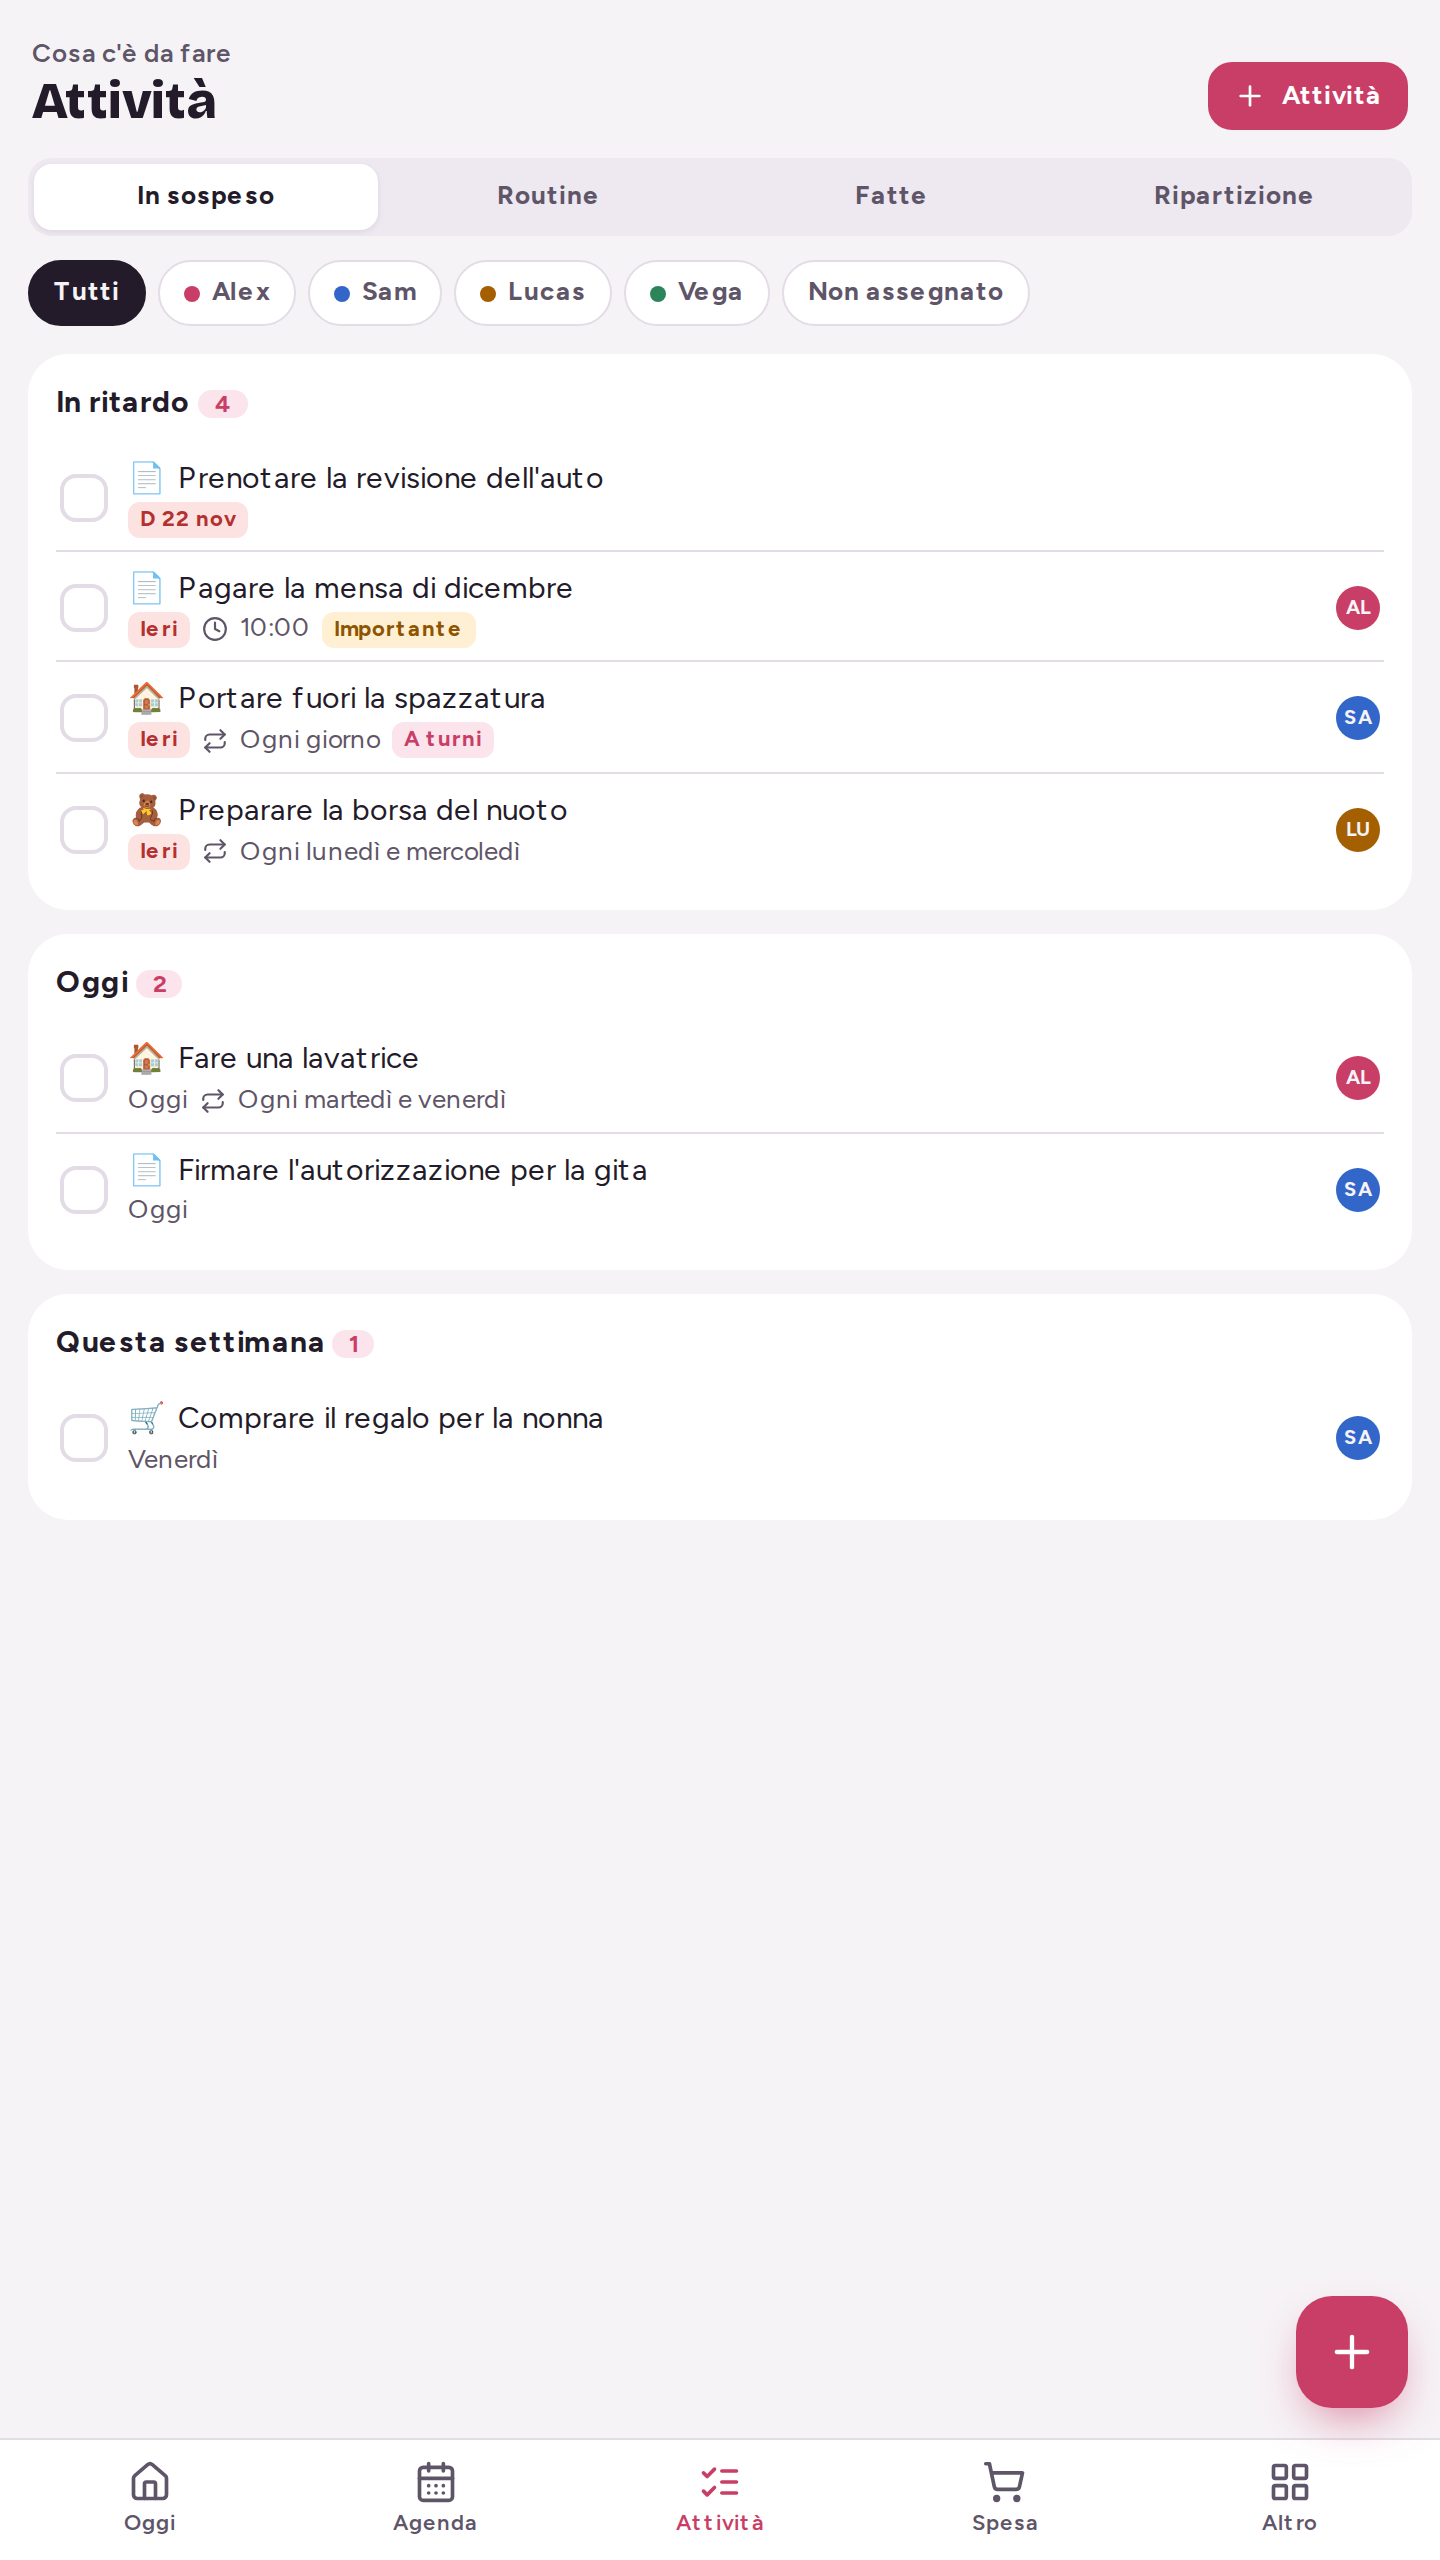 Cosa c'è da fare
Attività
Attività
In sospeso
Routine
Fatte
Ripartizione
Tutti
Alex
Sam
Lucas
Vega
Non assegnato
In ritardo 4
Prenotare la revisione dell'auto
D 22 nov
Pagare la mensa di dicembre
Ieri 10:00 Importante
AL
Portare fuori la spazzatura
Ieri Ogni giorno A turni
SA
Preparare la borsa del nuoto
Ieri Ogni lunedì e mercoledì
LU
Oggi 2
Fare una lavatrice
Oggi Ogni martedì e venerdì
AL
Firmare l'autorizzazione per la gita
Oggi
SA
Questa settimana 1
Comprare il regalo per la nonna
Venerdì
SA
Oggi
Agenda
Attività
Spesa
Altro